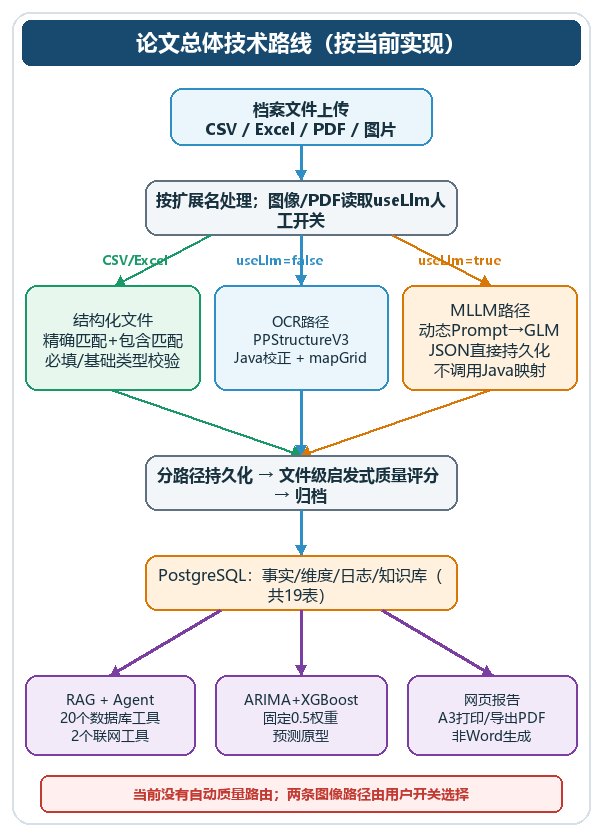 论文总体技术路线（按当前实现）
档案文件上传
CSV / Excel / PDF / 图片
按扩展名处理；图像/PDF读取useLlm人
工开关
CSV/Excel
useLlm=false
useLlm=true
结构化文件
精确匹配+包含匹配
必填/基础类型校验
OCR路径
PPStructureV3
Java校正 + mapGrid
MLLM路径
动态Prompt→GLM
JSON直接持久化
不调用Java映射
分路径持久化 → 文件级启发式质量评分
→ 归档
PostgreSQL：事实/维度/日志/知识库（
共19表）
RAG + Agent
20个数据库工具
2个联网工具
ARIMA+XGBoost
固定0.5权重
预测原型
网页报告
A3打印/导出PDF
非Word生成
当前没有自动质量路由；两条图像路径由用户开关选择